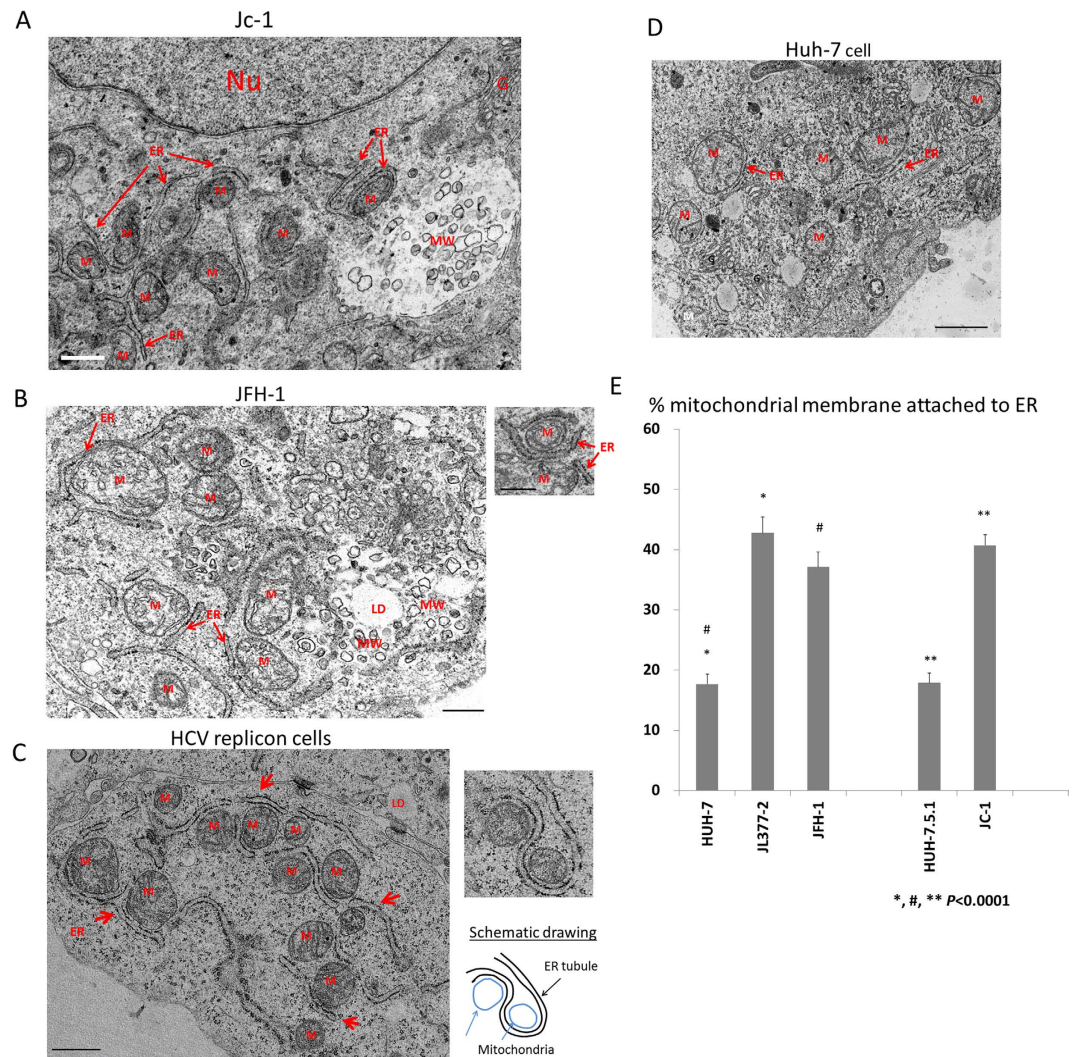 A
Jc-1
Nu
G
ER
ER
M
M
M
MW
M
M
M
M
ER
M
B
JFH-1
ER
M
M
M
M
ER
M
LD
MW
MW
M
M
M
ER
M
HCV replicon cells
C
M
LD
M
M
M
M
M
M
M
ER
M
M
M
Schematic drawing
ER tubule
Mitochondria
D
Huh-7 cell
M
M
M
M
ER
ER
M
M
G
G
M
E
% mitochondrial membrane attached to ER
60
50
40
30
20
10
0
#
*
*
#
**
**
HUH-7
JL377-2
JFH-1
HUH-7.5.1
JC-1
*, #, ** P<0.0001